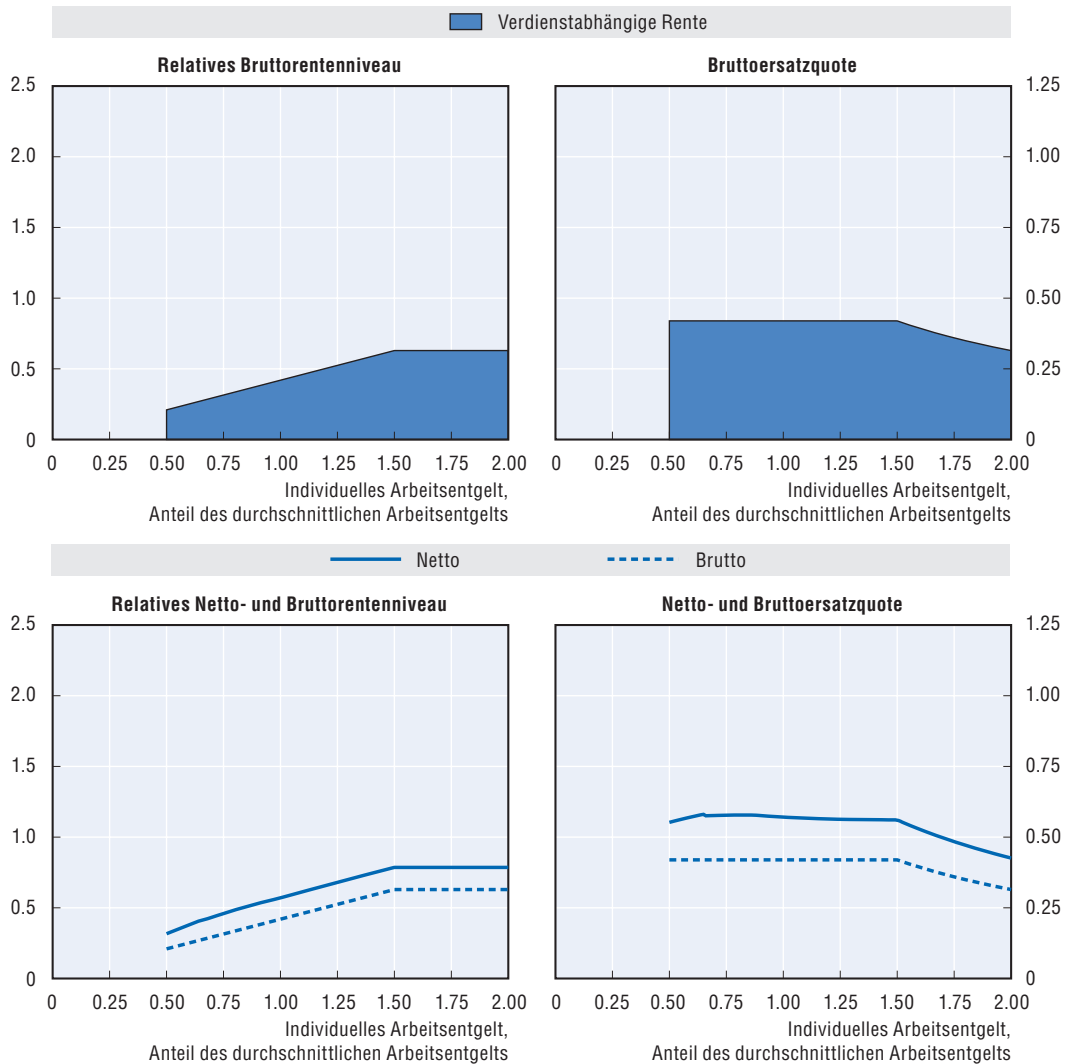 Verdienstabhängige Rente
Relatives Bruttorentenniveau
2.5
2.0
1.5
1.0
0.5
0
0 0.25 0.50 0.75 1.00 1.25 1.50 1.75 2.00
Individuelles Arbeitsentgelt,
Anteil des durchschnittlichen Arbeitsentgelts
Bruttoersatzquote
1.25
1.00
0.75
0.50
0.25
0
0 0.25 0.50 0.75 1.00 1.25 1.50 1.75 2.00
Individuelles Arbeitsentgelt,
Anteil des durchschnittlichen Arbeitsentgelts
Netto Brutto
Relatives Netto- und Bruttorentenniveau
2.5
2.0
1.5
1.0
0.5
0
0 0.25 0.50 0.75 1.00 1.25 1.50 1.75 2.00
Individuelles Arbeitsentgelt,
Anteil des durchschnittlichen Arbeitsentgelts
Netto- und Bruttoersatzquote
1.25
1.00
0.75
0.50
0.25
0
0 0.25 0.50 0.75 1.00 1.25 1.50 1.75 2.00
Individuelles Arbeitsentgelt,
Anteil des durchschnittlichen Arbeitsentgelts